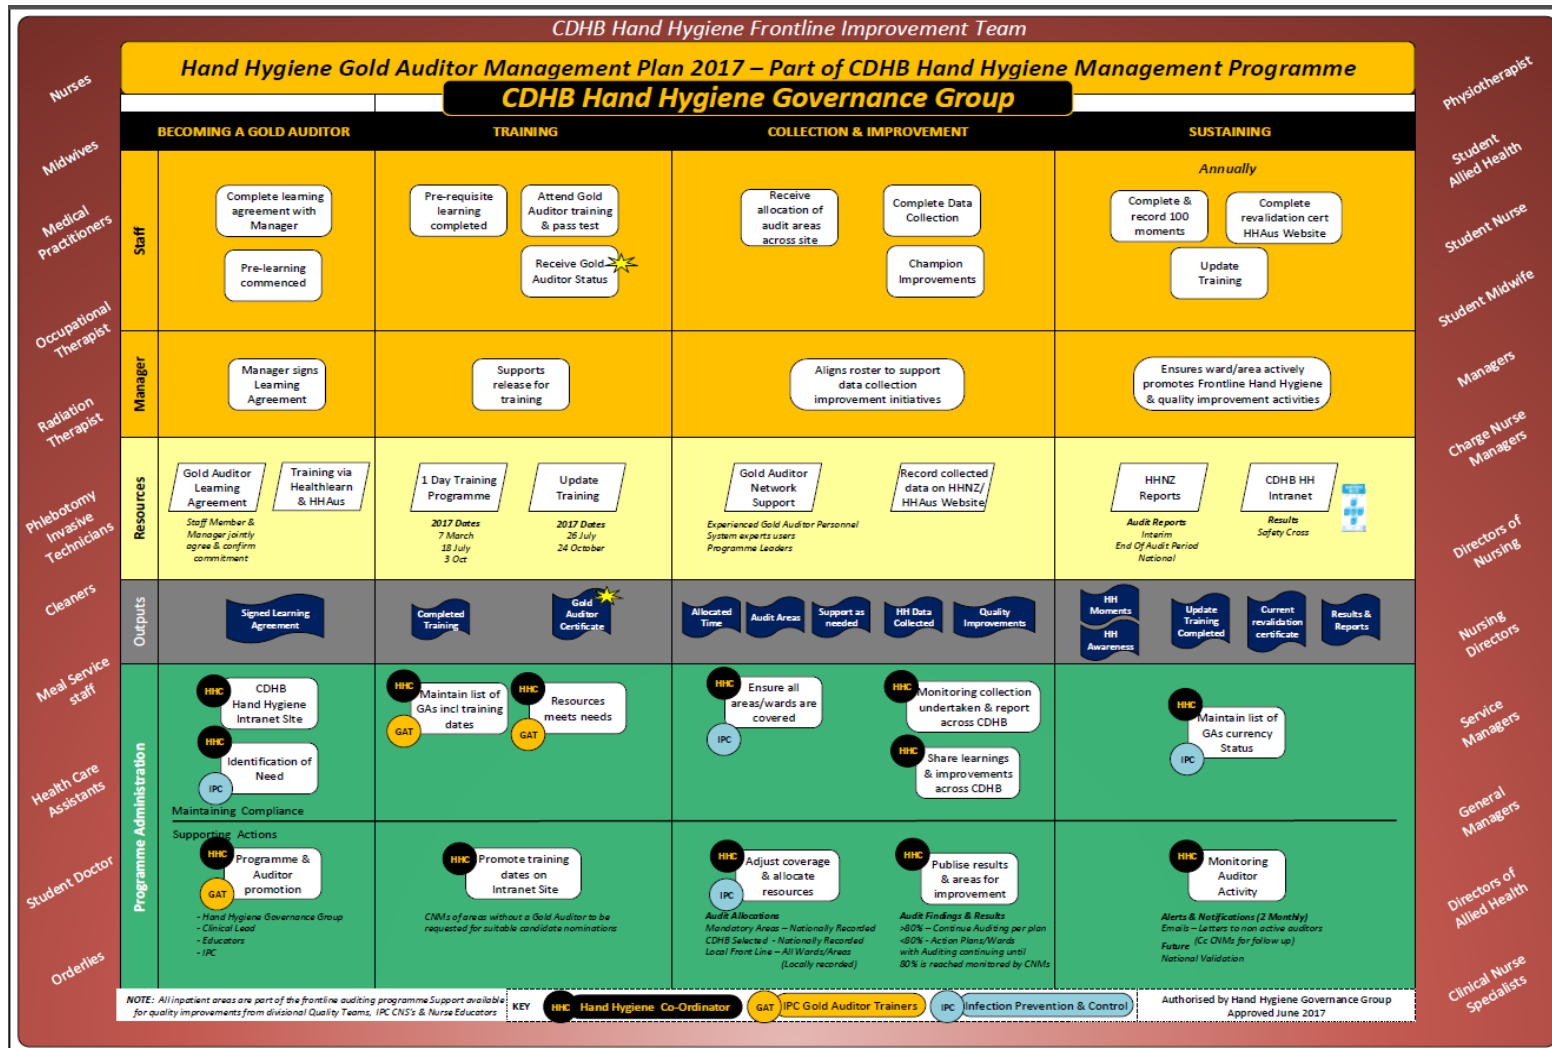 CDHB Hand Hygiene Frontline Improvement Team
Hand Hygiene Gold Auditor Management Plan 2017 – Part of CDHB Hand Hygiene Management Programme
CDHB Hand Hygiene Governance Group
BECOMING A GOLD AUDITOR
TRAINING
COLLECTION & IMPROVEMENT
SUSTAINING
Staff
Complete learning
agreement with
Manager
Pre-learning
commenced
Pre-requisite
learning
completed
Attend Gold
Auditor training
& pass test
Receive Gold
Auditor Status
Receive
allocation of
audit areas
across site
Complete Data
Collection
Champion
Improvements
Annually
Complete &
record 100
moments
Complete
revalidation cert
HHAus Website
Update
Training
Manager
Manager signs
Learning
Agreement
Supports
release for
training
Aligns roster to support
data collection
improvement initiatives
Ensures ward/area actively
promotes Frontline Hand Hygiene
& quality improvement activities
Resources
Gold Auditor
Learning
Agreement
Training via
Healthlearn
& HHAus
Staff Member &
Manager jointly
agree & confirm
commitment
1 Day Training
Programme
2017 Dates
7 March
18 July
3 Oct
Update
Training
2017 Dates
26 July
24 October
Gold Auditor
Network
Support
Experienced Gold Auditor Personnel
System experts users
Programme Leaders
Record collected
data on HHNZ/
HHAus Website
HHNZ
Reports
Audit Reports
Interim
End Of Audit Period
National
CDHB HH
Intranet
Results
Safety Cross
Outputs
Signed Learning
Agreement
Completed
Training
Gold
Auditor
Certificate
Allocated
Time
Audit Areas
Support as
needed
HH Data
Collected
Quality
Improvements
HH
Moments
HH
Awareness
Update
Training
Completed
Current
revalidation
certificate
Results &
Reports
Programme Administration
HHC
CDHB
Hand Hygiene
Intranet SIte
HHC
IPC
Identification of
Need
HHC
GAT
Maintain list of
GAs incl training
dates
HHC
GAT
Resources
meets needs
HHC
IPC
Ensure all
areas/wards are
covered
HHC
Monitoring collection
undertaken & report
across CDHB
HHC
Share learnings
& improvements
across CDHB
HHC
IPC
Maintain list of
GAs currency
Status
Maintaining Compliance
Supporting Actions
HHC
GAT
Programme &
Auditor
promotion
- Hand Hygiene Governance Group
- Clinical Lead
- Educators
- IPC
HHC
Promote training
dates on
Intranet Site
CNMs of areas without a Gold Auditor to be
requested for suitable candidate nominations
HHC
IPC
Adjust coverage
& allocate
resources
Audit Allocations
Mandatory Areas – Nationally Recorded
CDHB Selected - Nationally Recorded
Local Front Line – All Wards/Areas
(Locally recorded)
HHC
Publise results
& areas for
improvement
Audit Findings & Results
>80% – Continue Auditing per plan
<80% - Action Plans/Wards
with Auditing continuing until
80% is reached monitored by CNMs
HHC
Monitoring
Auditor
Activity
Alerts & Notifications (2 Monthly)
Emails – Letters to non active auditors
(Cc CNMs for follow up)
Future
National Validation
NOTE: All inpatient areas are part of the frontline auditing programme Support available
for quality improvements from divisional Quality Teams, IPC CNS's & Nurse Educators
KEY
HHC Hand Hygiene Co-Ordinator
GAT IPC Gold Auditor Trainers
IPC Infection Prevention & Control
Authorised by Hand Hygiene Governance Group
Approved June 2017
Nurses
Midwives
Medical
Practitioners
Occupational
Therapist
Radiation
Therapist
Phlebotomy
Invasive
Technicians
Cleaners
Meal Service
staff
Health Care
Assistants
Student Doctor
Orderlies
Physiotherapist
Student
Allied Health
Student Nurse
Student Midwife
Managers
Charge Nurse
Managers
Directors of
Nursing
Nursing
Directors
Service
Managers
General
Managers
Directors of
Allied Health
Clinical Nurse
Specialists